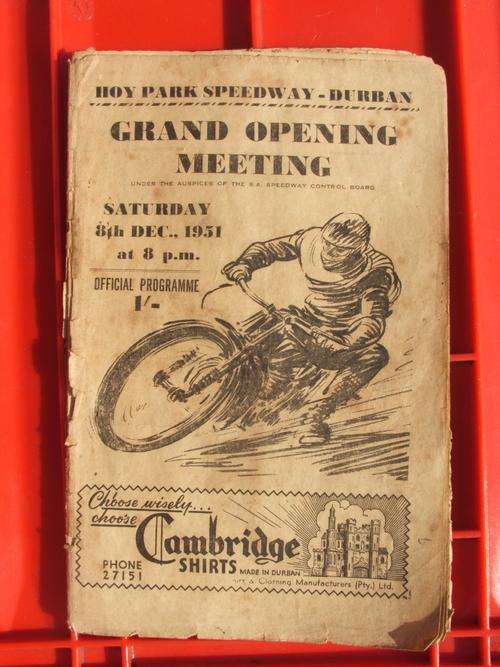 HOY PARK SPEEDWAY - DURBAN
GRAND OPENING
MEETING
UNDER THE AUSPICES OF THE S.A. SPEEDWAY CONTROL BOARD
SATURDAY
8th DEC., 1951
at 8 p.m.
OFFICIAL PROGRAMME
1/-
Choose wisely...
choose
Cambridge
SHIRTS
MADE IN DURBAN
PHONE
27151
& Clothing Manufacturers (Pty.) Ltd.